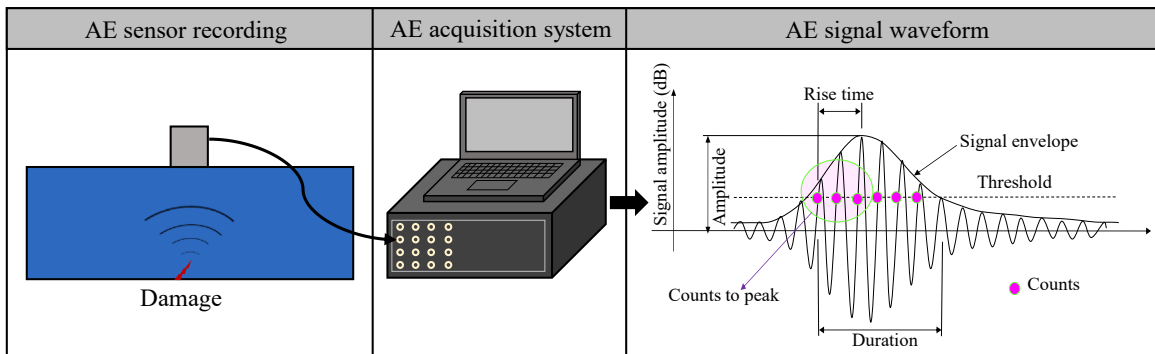 AE sensor recording
AE acquisition system
AE signal waveform
Damage
Signal amplitude (dB)
Rise time
Amplitude
Signal envelope
Threshold
Counts to peak
Counts
Duration